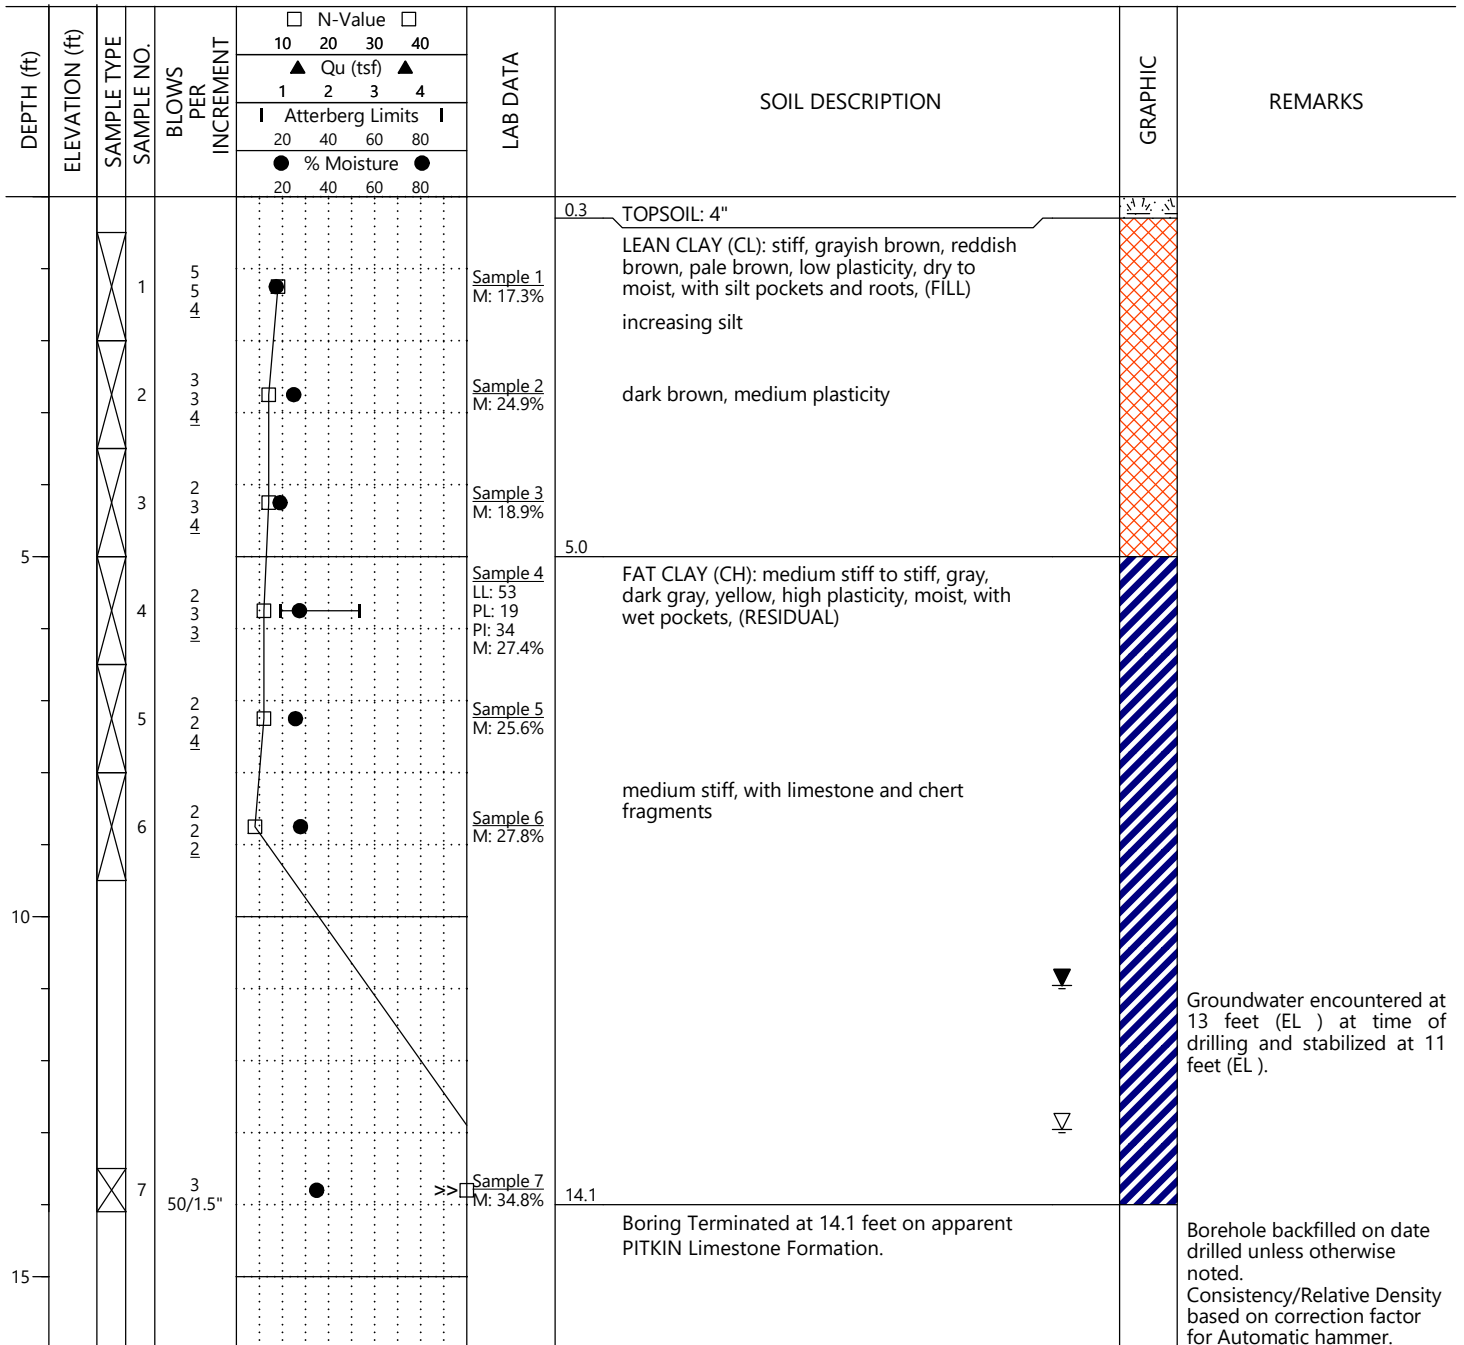 DEPTH (ft)
ELEVATION (ft)
SAMPLE TYPE
SAMPLE NO.
BLOWS
PER
INCREMENT
N-Value
10 20 30 40
Qu (tsf)
1 2 3 4
Atterberg Limits
20 40 60 80
% Moisture
20 40 60 80
LAB DATA
SOIL DESCRIPTION
GRAPHIC
REMARKS
0.3 TOPSOIL: 4"
LEAN CLAY (CL): stiff, grayish brown, reddish
brown, pale brown, low plasticity, dry to
moist, with silt pockets and roots, (FILL)
1
5
5
4
Sample 1
M: 17.3%
increasing silt
2
3
3
4
Sample 2
M: 24.9%
dark brown, medium plasticity
3
2
3
4
Sample 3
M: 18.9%
5
5.0
FAT CLAY (CH): medium stiff to stiff, gray,
dark gray, yellow, high plasticity, moist, with
wet pockets, (RESIDUAL)
4
2
3
3
Sample 4
LL: 53
PL: 19
PI: 34
M: 27.4%
5
2
2
4
Sample 5
M: 25.6%
medium stiff, with limestone and chert
fragments
6
2
2
2
Sample 6
M: 27.8%
10
Groundwater encountered at
13 feet (EL ) at time of
drilling and stabilized at 11
feet (EL ).
7
3
50/1.5"
>>
Sample 7
M: 34.8%
14.1
Boring Terminated at 14.1 feet on apparent
PITKIN Limestone Formation.
15
Borehole backfilled on date
drilled unless otherwise
noted.
Consistency/Relative Density
based on correction factor
for Automatic hammer.